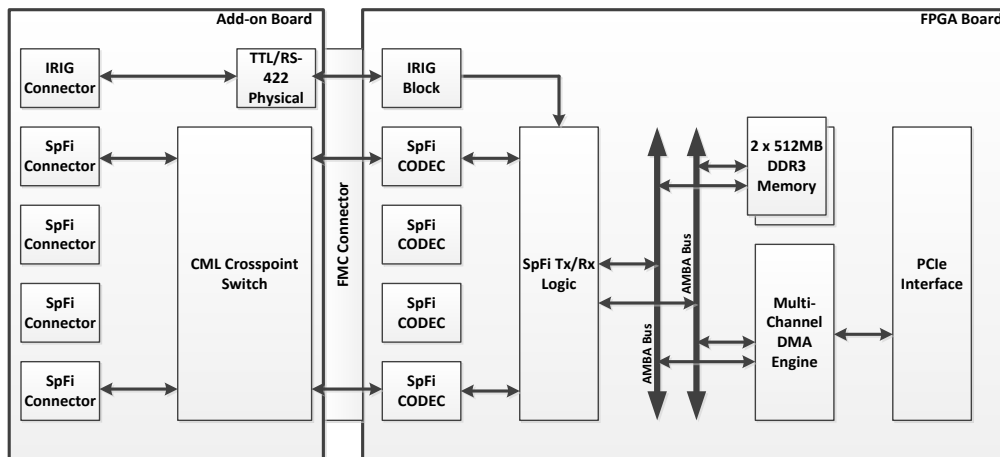 Add-on Board
FPGA Board
IRIG
Connector
TTL/RS-
422
Physical
IRIG
Block
SpFi
Connector
SpFi
Connector
SpFi
Connector
SpFi
Connector
CML Crosspoint
Switch
FMC Connector
SpFi
CODEC
SpFi
CODEC
SpFi
CODEC
SpFi
CODEC
SpFi Tx/Rx
Logic
AMBA Bus
AMBA Bus
2 x 512MB
DDR3
Memory
Multi-
Channel
DMA
Engine
PCIe
Interface